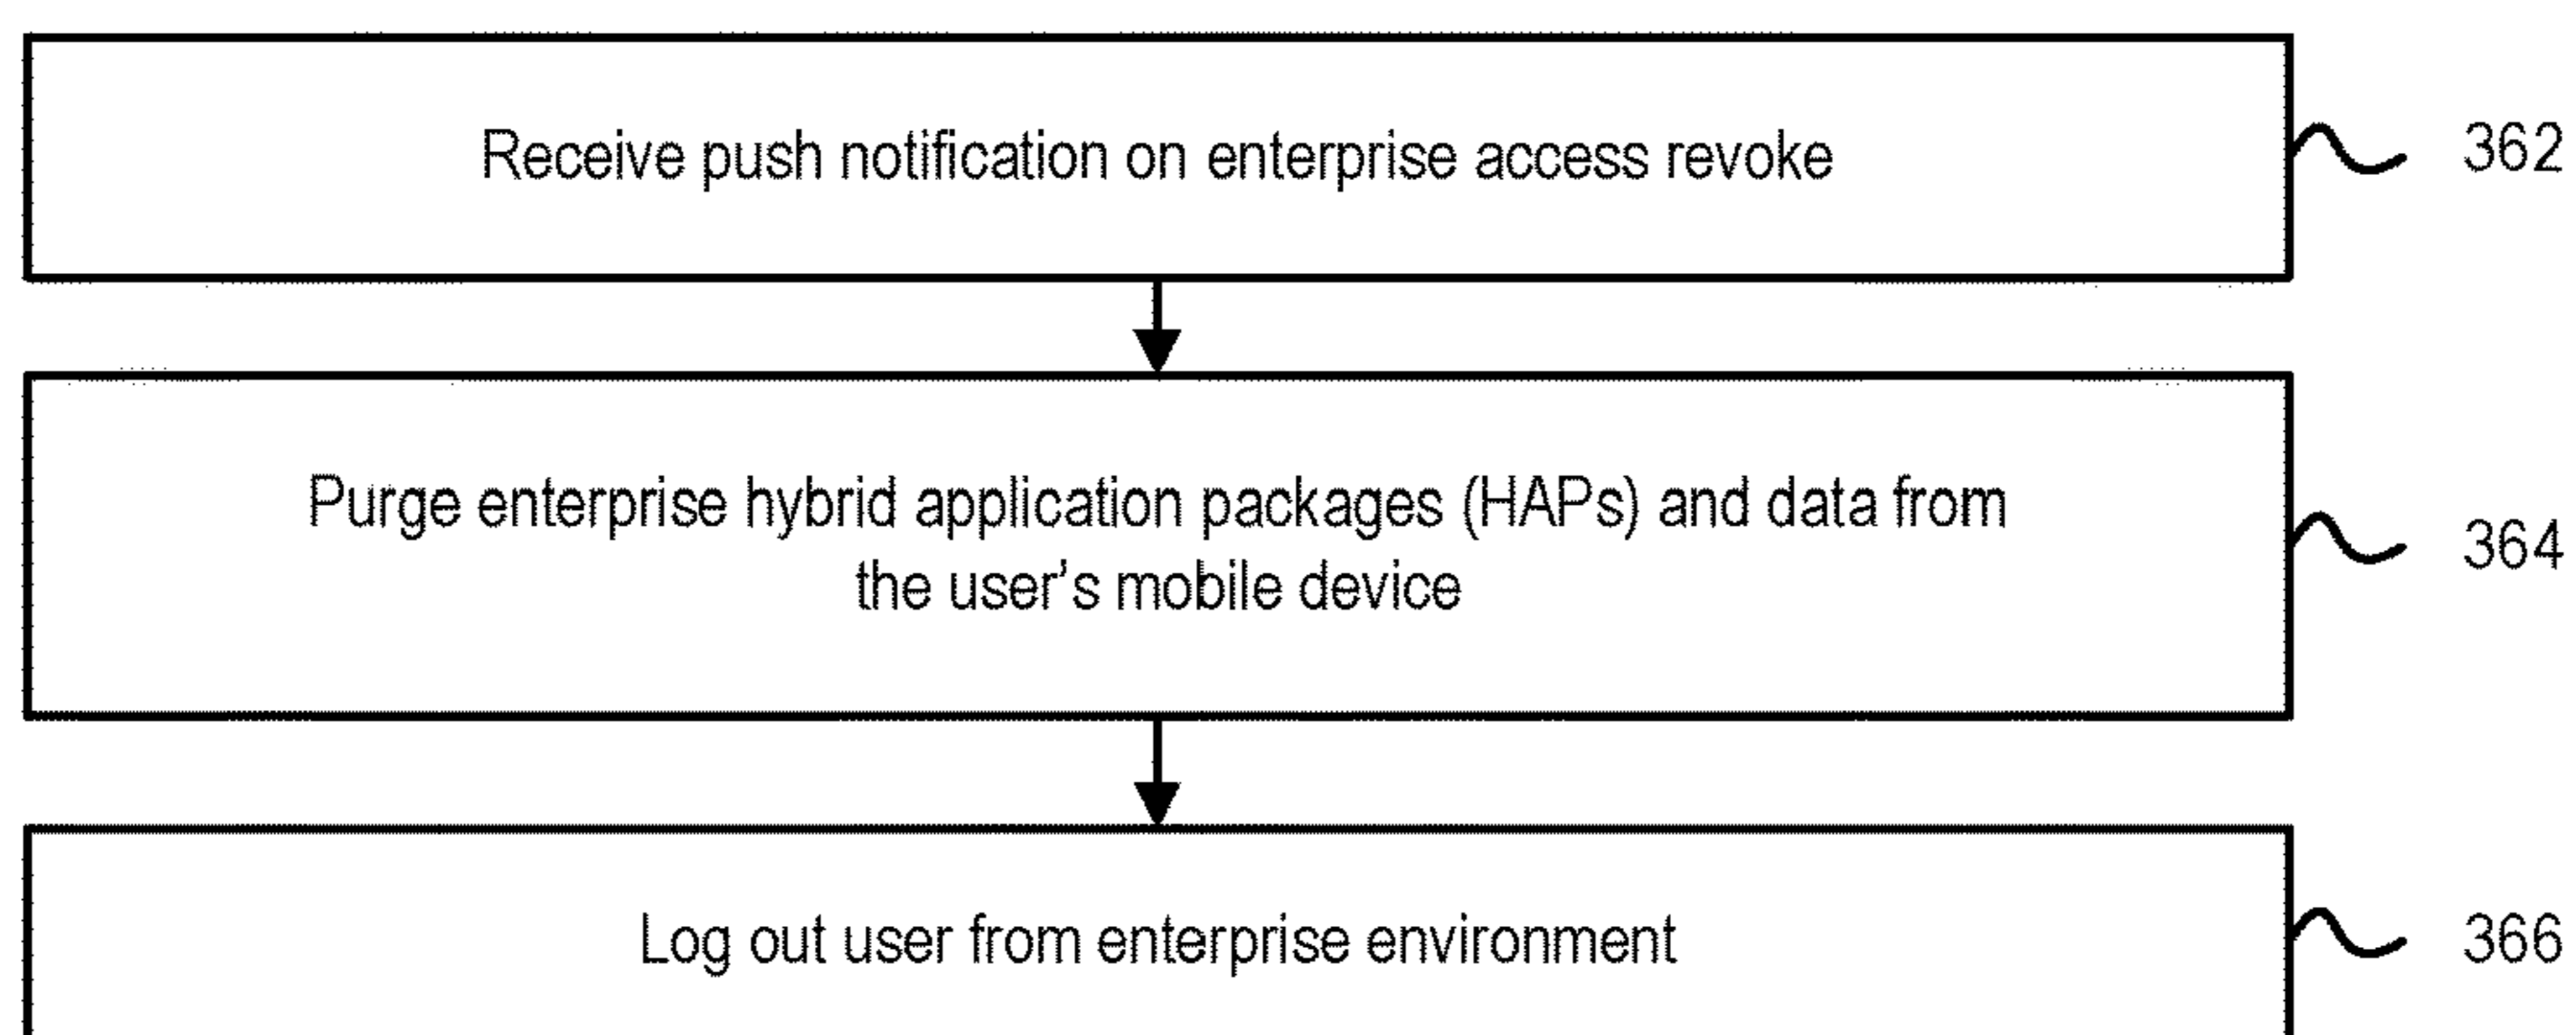 Receive push notification on enterprise access revoke
362
Purge enterprise hybrid application packages (HAPs) and data from
the user's mobile device
364
Log out user from enterprise environment
366